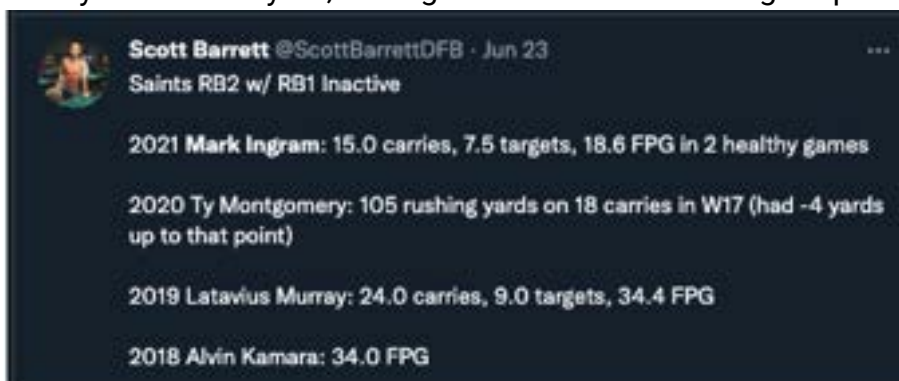 Scott Barrett @ScottBarrettDFB · Jun 23
Saints RB2 w/ RB1 Inactive
2021 Mark Ingram: 15.0 carries, 7.5 targets, 18.6 FPG in 2 healthy games
2020 Ty Montgomery: 105 rushing yards on 18 carries in W17 (had -4 yards
up to that point)
2019 Latavius Murray: 24.0 carries, 9.0 targets, 34.4 FPG
2018 Alvin Kamara: 34.0 FPG